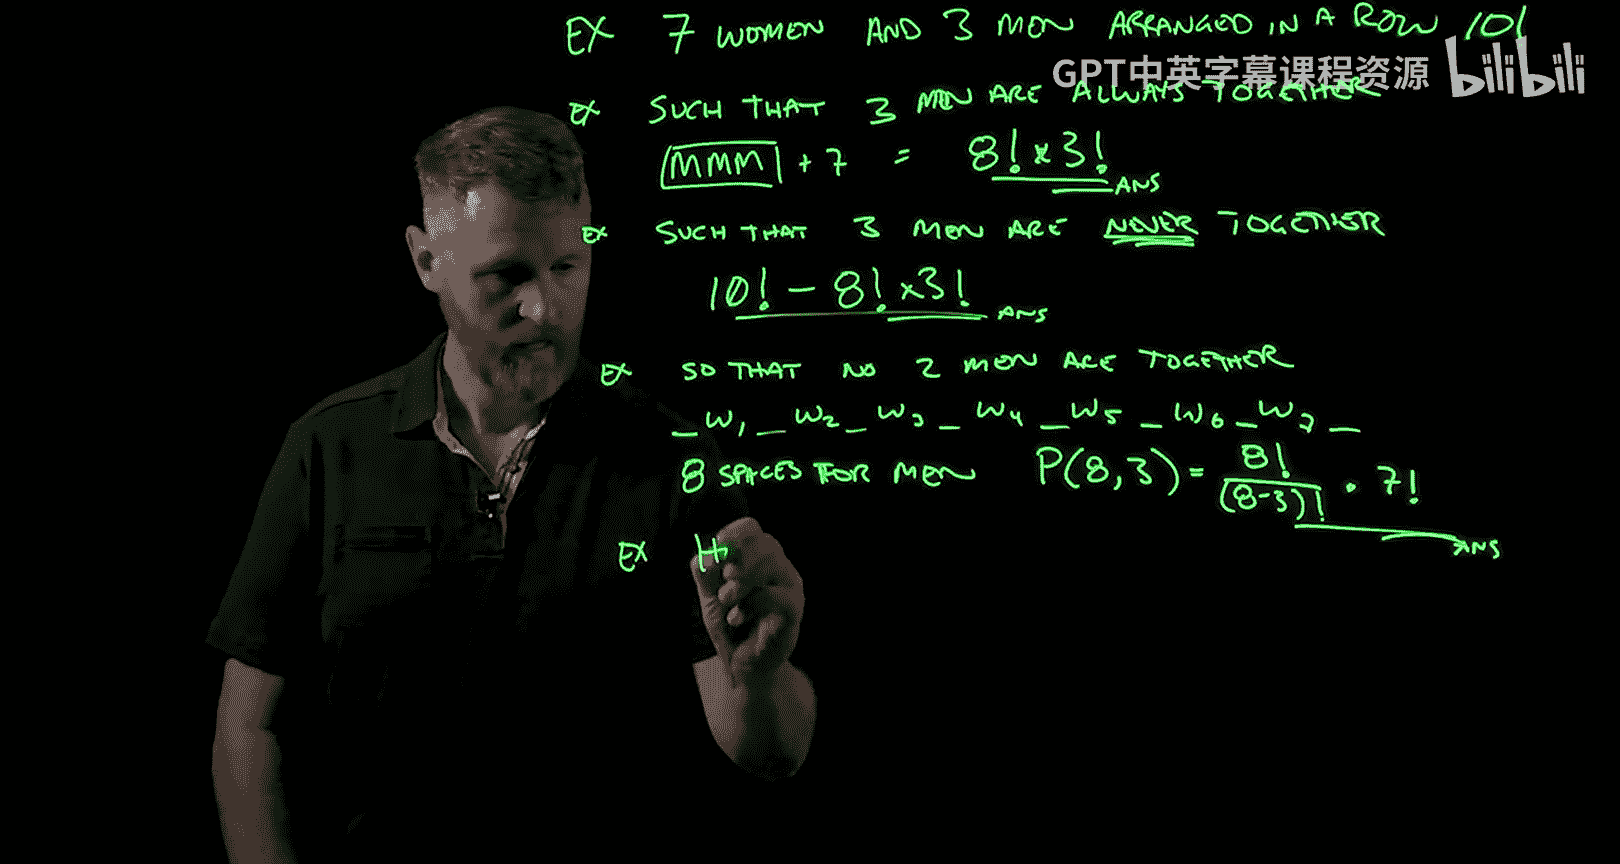 EX 7 WOMEN AND 3 MEN ARRANGED IN A ROW 10!
GPT中英字幕课程资源 bilibili
EX SUCH THAT 3 MEN ARE ALWAYS TOGETHER
MMM + 7 = 8! × 3! ANS
EX SUCH THAT 3 MEN ARE NEVER TOGETHER
10! - 8! × 3! ANS
EX SO THAT NO 2 MEN ARE TOGETHER
_ W1 _ W2 _ W3 _ W4 _ W5 _ W6 _ W7 _
8 SPACES FOR MEN P(8,3) = 8!/(8-3)! · 7!
ANS
EX H